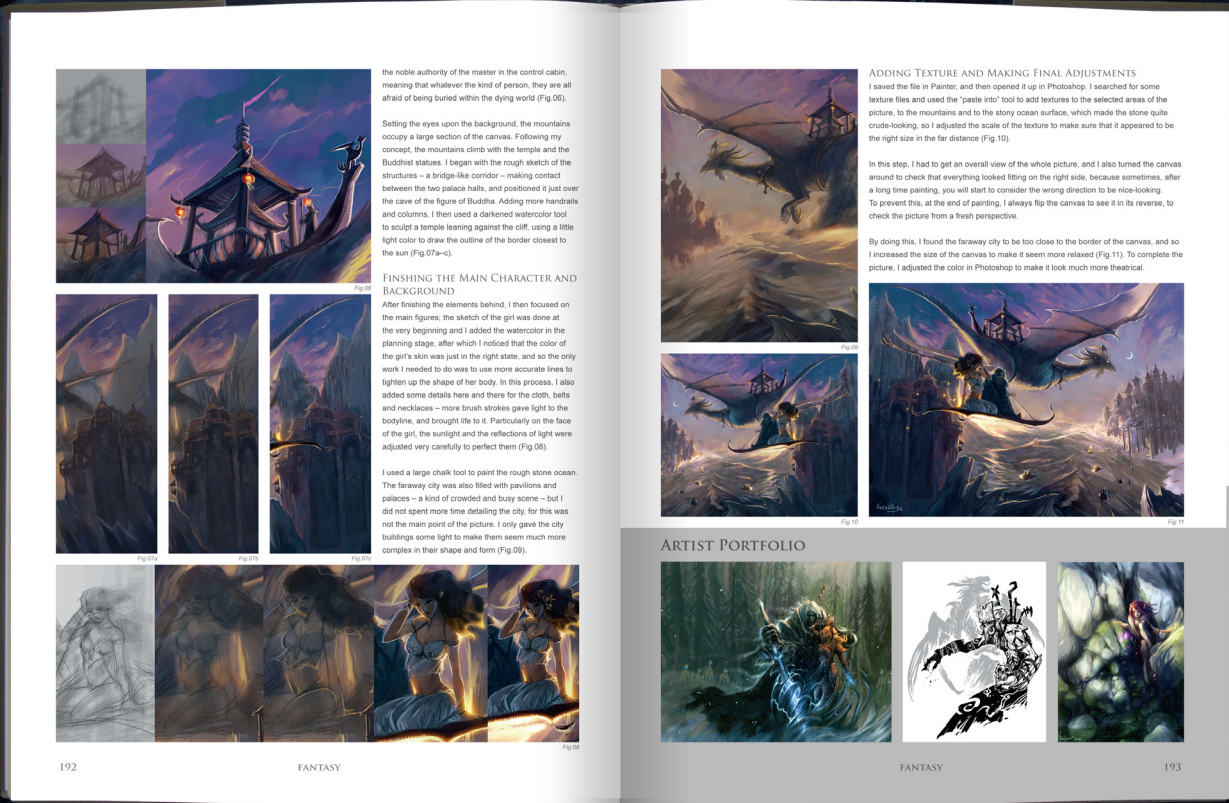 the noble authority of the master in the control cabin,
meaning that whatever the kind of person, they are all
afraid of being buried within the dying world (Fig.06).
Setting the eyes upon the background, the mountains
occupy a large section of the canvas. Following my
concept, the mountains climb with the temple and the
Buddhist statues. I began with the rough sketch of the
structures – a bridge-like corridor – making contact
between the two palace halls, and positioned it just over
the cave of the figure of Buddha. Adding more handrails
and columns, I then used a darkened watercolor tool
to sculpt a temple leaning against the cliff, using a little
light color to draw the outline of the border closest to
the sun (Fig.07a–c).
Fig.06
Finshing the Main Character and
Background
After finishing the elements behind, I then focused on
the main figures; the sketch of the girl was done at
the very beginning and I added the watercolor in the
planning stage, after which I noticed that the color of
the girl's skin was just in the right state, and so the only
work I needed to do was to use more accurate lines to
tighten up the shape of her body. In this process, I also
added some details here and there for the cloth, belts
and necklaces – more brush strokes gave light to the
bodyline, and brought life to it. Particularly on the face
of the girl, the sunlight and the reflections of light were
adjusted very carefully to perfect them (Fig.08).
I used a large chalk tool to paint the rough stone ocean.
The faraway city was also filled with pavilions and
palaces – a kind of crowded and busy scene – but I
did not spent more time detailing the city, for this was
not the main point of the picture. I only gave the city
buildings some light to make them seem much more
complex in their shape and form (Fig.09).
Fig.07a
Fig.07b
Fig.07c
Fig.08
192
FANTASY
Adding Texture and Making Final Adjustments
I saved the file in Painter, and then opened it up in Photoshop. I searched for some
texture files and used the "paste into" tool to add textures to the selected areas of the
picture, to the mountains and to the stony ocean surface, which made the stone quite
crude-looking, so I adjusted the scale of the texture to make sure that it appeared to be
the right size in the far distance (Fig.10).
In this step, I had to get an overall view of the whole picture, and I also turned the canvas
around to check that everything looked fitting on the right side, because sometimes, after
a long time painting, you will start to consider the wrong direction to be nice-looking.
To prevent this, at the end of painting, I always flip the canvas to see it in its reverse, to
check the picture from a fresh perspective.
By doing this, I found the faraway city to be too close to the border of the canvas, and so
I increased the size of the canvas to make it seem more relaxed (Fig.11). To complete the
picture, I adjusted the color in Photoshop to make it look much more theatrical.
Fig.09
Fig.10
Fig.11
Artist Portfolio
FANTASY
193